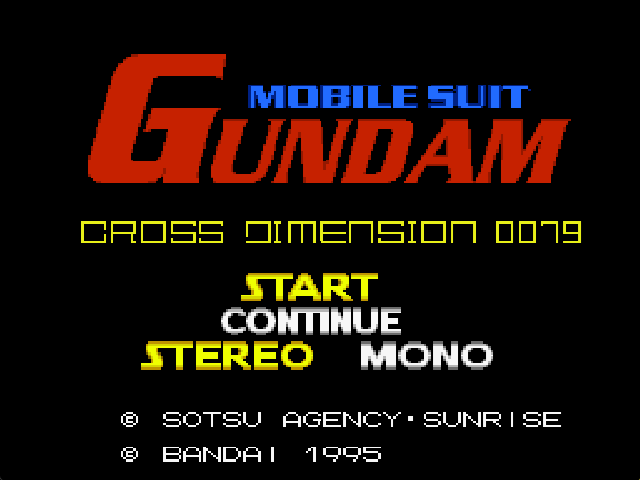 MOBILE SUIT
GUNDAM
CROSS DIMENSION 0079
START
CONTINUE
STEREO MONO
© SOTSU AGENCY·SUNRISE
© BANDAI 1995